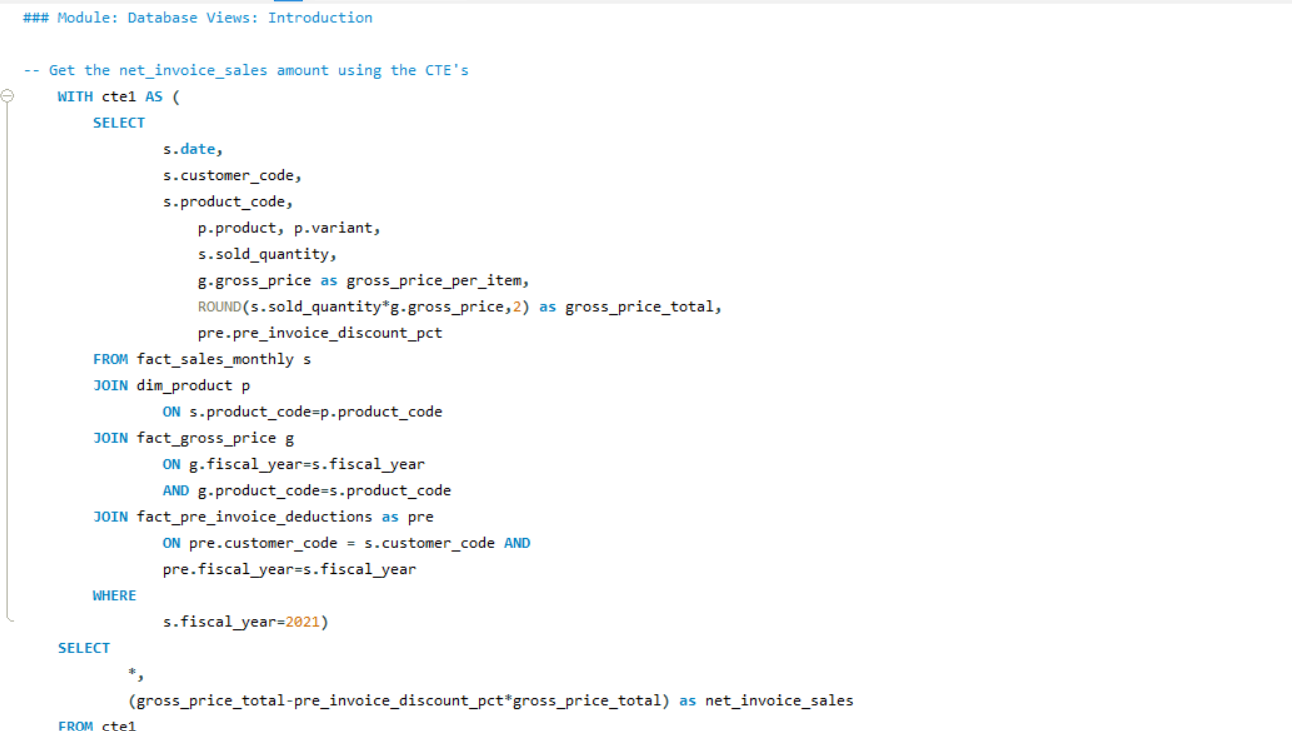 ### Module: Database Views: Introduction
-- Get the net_invoice_sales amount using the CTE's
WITH cte1 AS (
SELECT
s.date,
s.customer_code,
s.product_code,
p.product, p.variant,
s.sold_quantity,
g.gross_price as gross_price_per_item,
ROUND(s.sold_quantity*g.gross_price,2) as gross_price_total,
pre.pre_invoice_discount_pct
FROM fact_sales_monthly s
JOIN dim_product p
ON s.product_code=p.product_code
JOIN fact_gross_price g
ON g.fiscal_year=s.fiscal_year
AND g.product_code=s.product_code
JOIN fact_pre_invoice_deductions as pre
ON pre.customer_code = s.customer_code AND
pre.fiscal_year=s.fiscal_year
WHERE
s.fiscal_year=2021)
SELECT
*,
(gross_price_total-pre_invoice_discount_pct*gross_price_total) as net_invoice_sales
FROM cte1